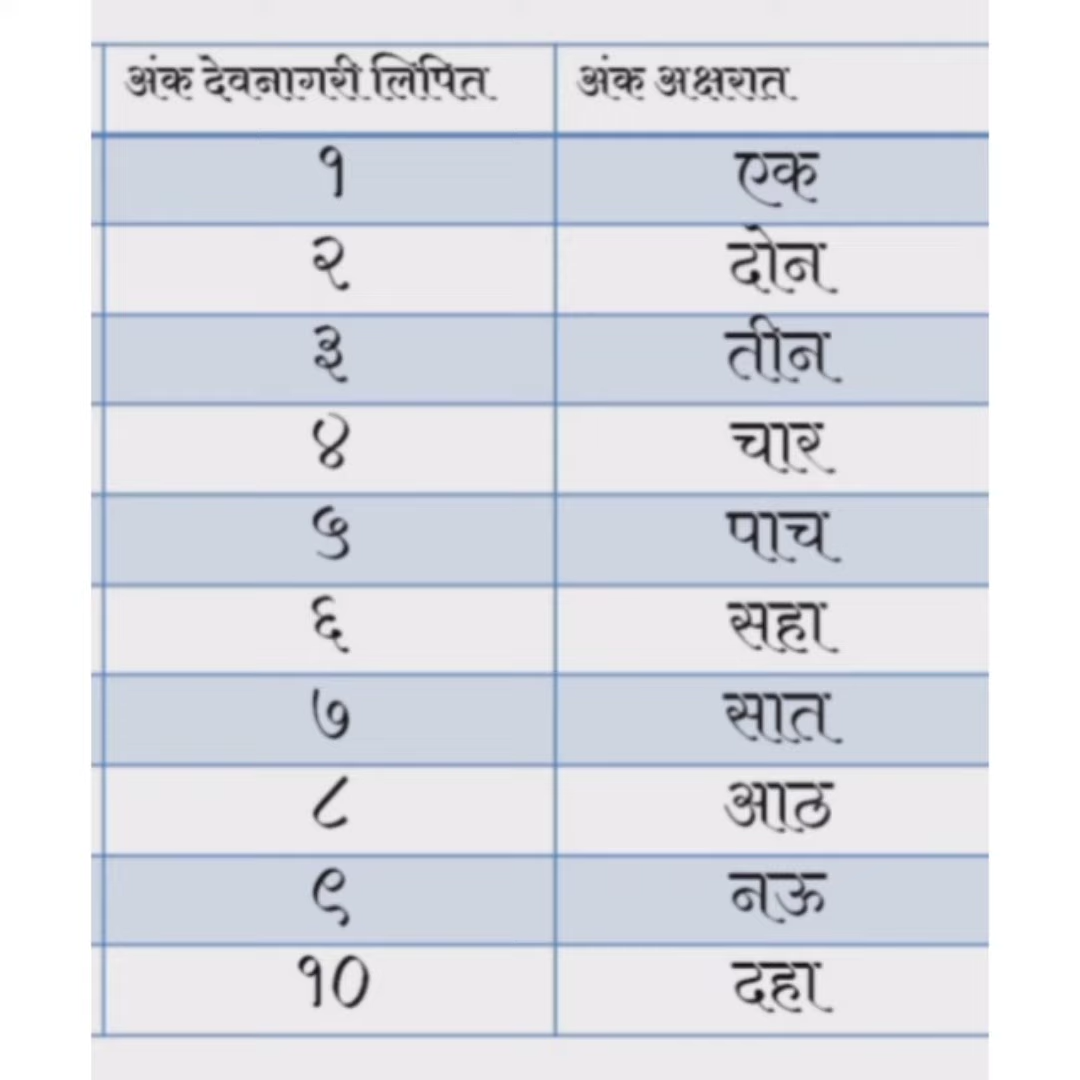 अंक देवनागरी लिपित अंक अक्षरात
१ एक
२ दोन
३ तीन
४ चार
५ पाच
६ सहा
७ सात
८ आठ
९ नऊ
१० दहा